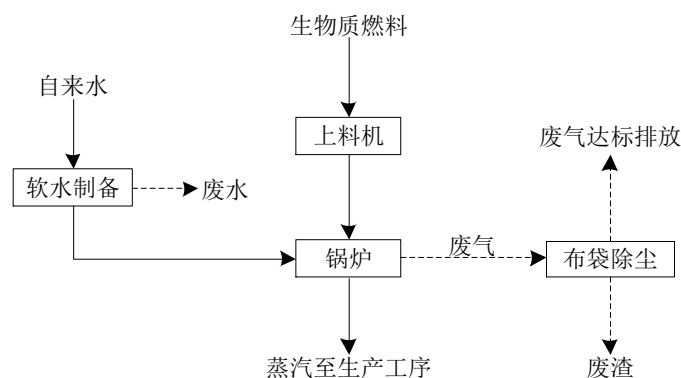 生物质燃料
自来水
上料机
废气达标排放
软水制备
废水
锅炉
废气
布袋除尘
蒸汽至生产工序
废渣